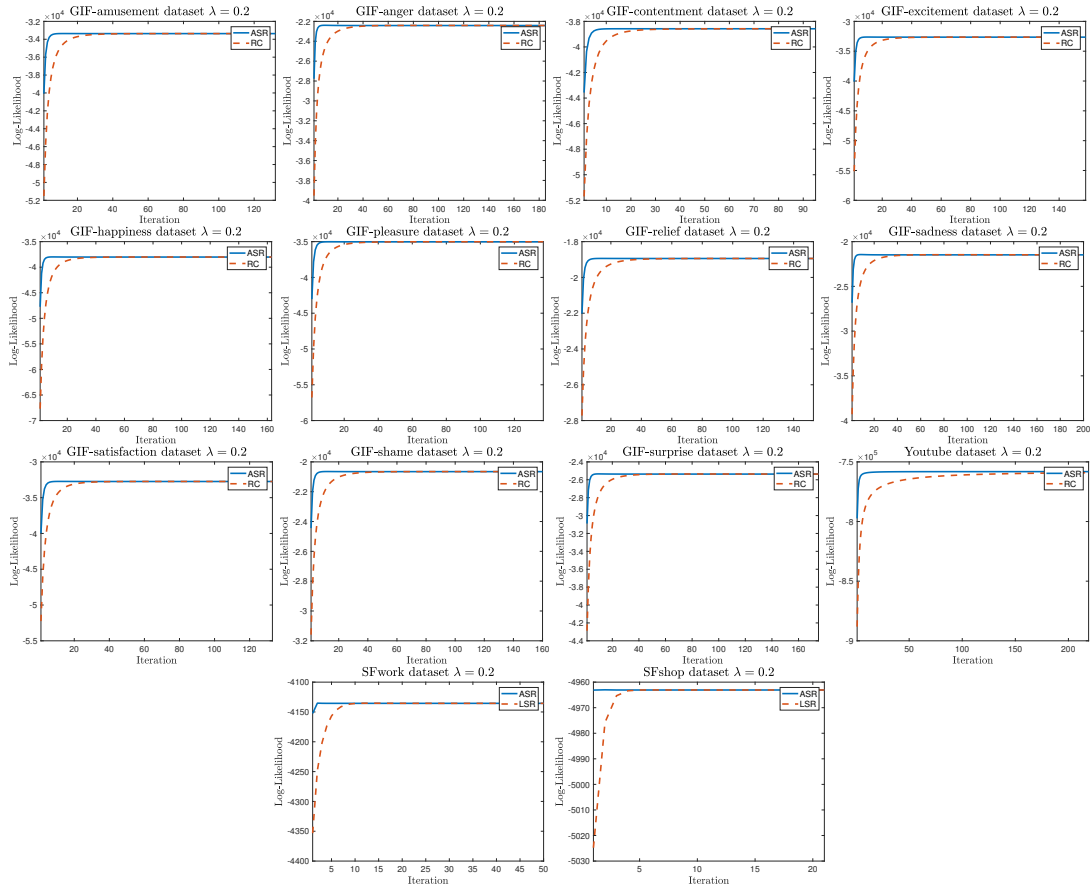 GIF-amusement dataset λ = 0.2
×10⁴
-3.2
-3.4
-3.6
-3.8
-4
-4.2
-4.4
-4.6
-4.8
-5
-5.2
Log-Likelihood
ASR
RC
20 40 60 80 100 120
Iteration
GIF-anger dataset λ = 0.2
×10⁴
-2.2
-2.4
-2.6
-2.8
-3
-3.2
-3.4
-3.6
-3.8
-4
Log-Likelihood
ASR
RC
20 40 60 80 100 120 140 160 180
Iteration
GIF-contentment dataset λ = 0.2
×10⁴
-3.8
-4
-4.2
-4.4
-4.6
-4.8
-5
-5.2
Log-Likelihood
ASR
RC
10 20 30 40 50 60 70 80 90
Iteration
GIF-excitement dataset λ = 0.2
×10⁴
-3
-3.5
-4
-4.5
-5
-5.5
-6
Log-Likelihood
ASR
RC
20 40 60 80 100 120 140
Iteration
GIF-happiness dataset λ = 0.2
×10⁴
-3.5
-4
-4.5
-5
-5.5
-6
-6.5
-7
Log-Likelihood
ASR
RC
20 40 60 80 100 120 140 160
Iteration
GIF-pleasure dataset λ = 0.2
×10⁴
-3.5
-4
-4.5
-5
-5.5
-6
Log-Likelihood
ASR
RC
20 40 60 80 100 120
Iteration
GIF-relief dataset λ = 0.2
×10⁴
-1.8
-2
-2.2
-2.4
-2.6
-2.8
Log-Likelihood
ASR
RC
20 40 60 80 100 120 140
Iteration
GIF-sadness dataset λ = 0.2
×10⁴
-2
-2.5
-3
-3.5
-4
Log-Likelihood
ASR
RC
20 40 60 80 100 120 140 160 180 200
Iteration
GIF-satisfaction dataset λ = 0.2
×10⁴
-3
-3.5
-4
-4.5
-5
-5.5
Log-Likelihood
ASR
RC
20 40 60 80 100 120
Iteration
GIF-shame dataset λ = 0.2
×10⁴
-2
-2.2
-2.4
-2.6
-2.8
-3
-3.2
Log-Likelihood
ASR
RC
20 40 60 80 100 120 140 160
Iteration
GIF-surprise dataset λ = 0.2
×10⁴
-2.4
-2.6
-2.8
-3
-3.2
-3.4
-3.6
-3.8
-4
-4.2
-4.4
Log-Likelihood
ASR
RC
20 40 60 80 100 120 140 160
Iteration
Youtube dataset λ = 0.2
×10⁵
-7.5
-8
-8.5
-9
Log-Likelihood
ASR
RC
50 100 150 200
Iteration
SFwork dataset λ = 0.2
-4100
-4150
-4200
-4250
-4300
-4350
-4400
Log-Likelihood
ASR
LSR
5 10 15 20 25 30 35 40 45 50
Iteration
SFshop dataset λ = 0.2
-4960
-4970
-4980
-4990
-5000
-5010
-5020
-5030
Log-Likelihood
ASR
LSR
5 10 15 20
Iteration